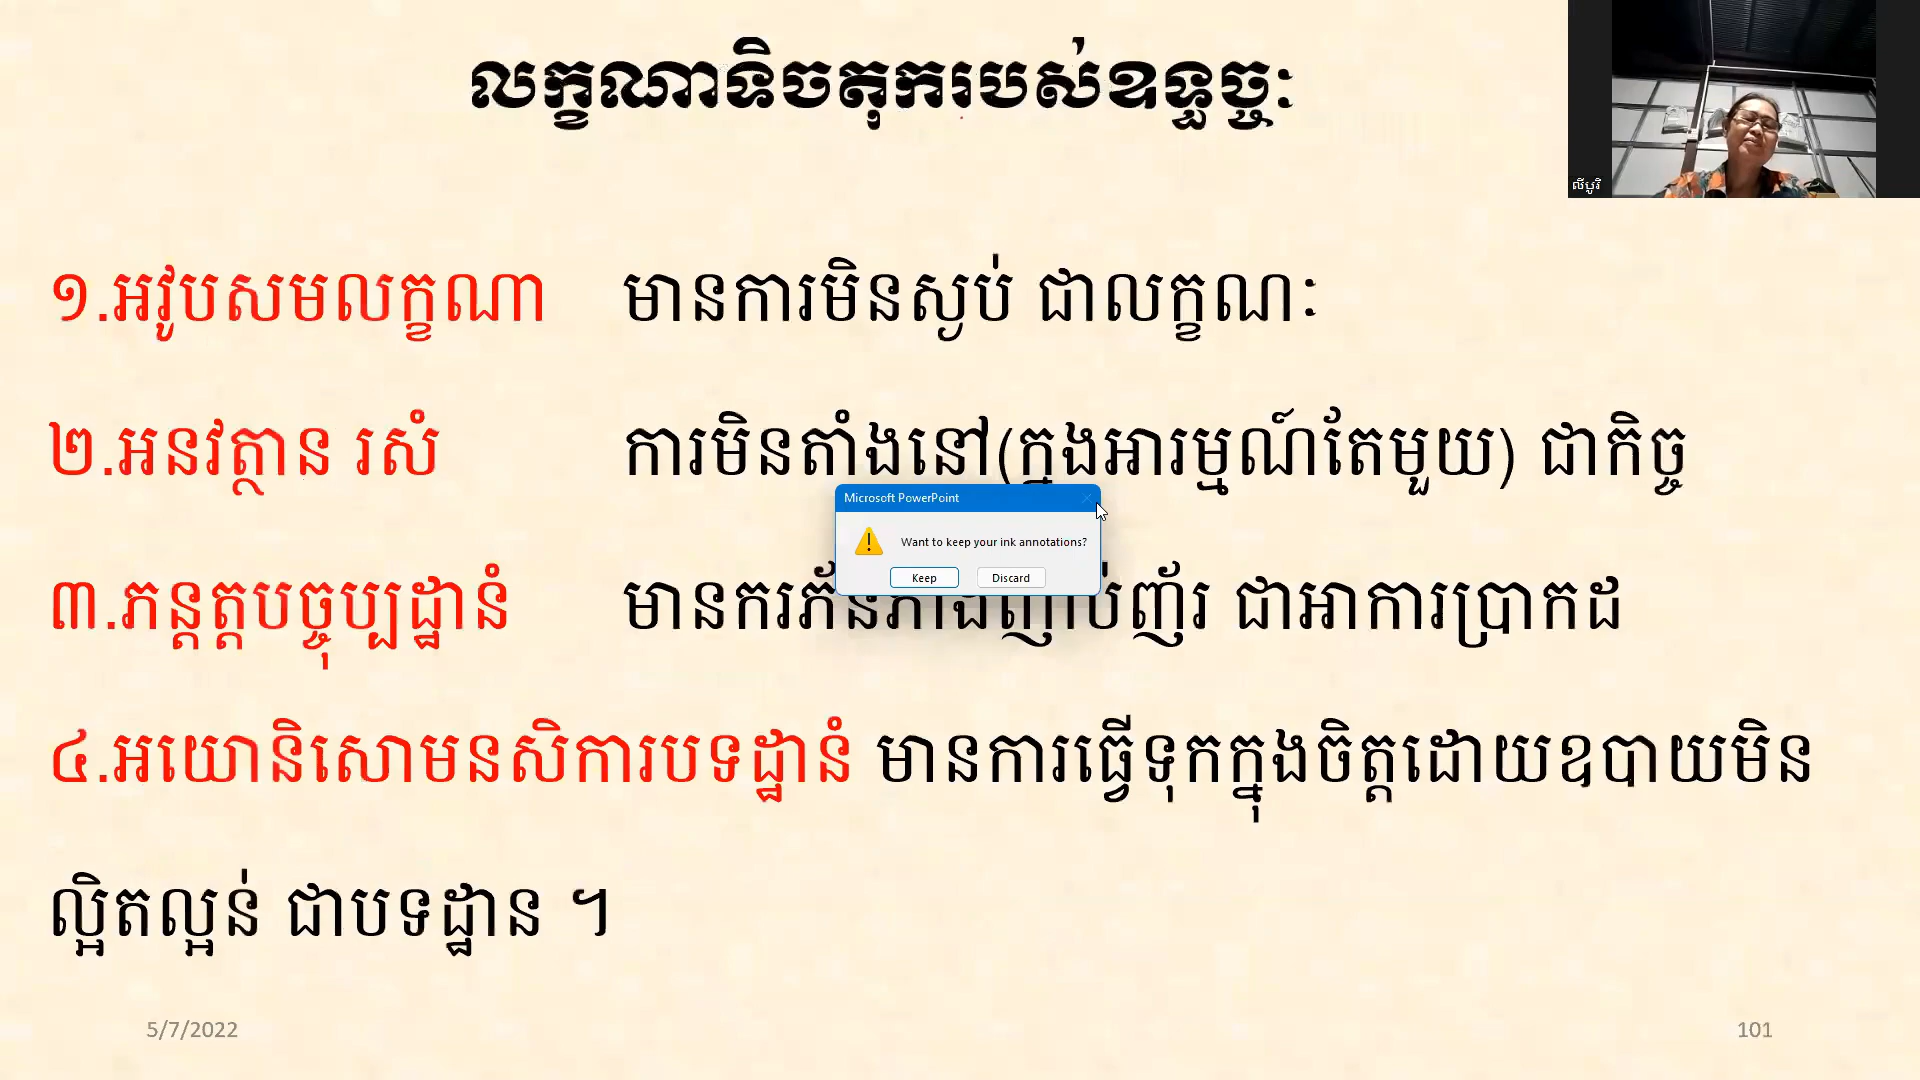 លក្ខណាទិចតុករបស់ឧទ្ធច្ចៈ
លីបូរិ
១.អវូបសមលក្ខណា មានការមិនស្ងប់ ជាលក្ខណៈ
២.អនវត្ថាន រសំ ការមិនតាំងនៅ(ក្នុងអារម្មណ៍តែមួយ) ជាកិច្ច
Microsoft PowerPoint
Want to keep your ink annotations?
Keep Discard
៣.ភន្តត្តបច្ចុប្បដ្ឋានំ មានករភ័ន្តភាំងញាប់ញ័រ ជាអាការប្រាកដ
៤.អយោនិសោមនសិការបទដ្ឋានំ មានការធ្វើទុកក្នុងចិត្តដោយឧបាយមិន
ល្អិតល្អន់ ជាបទដ្ឋាន ។
5/7/2022 101